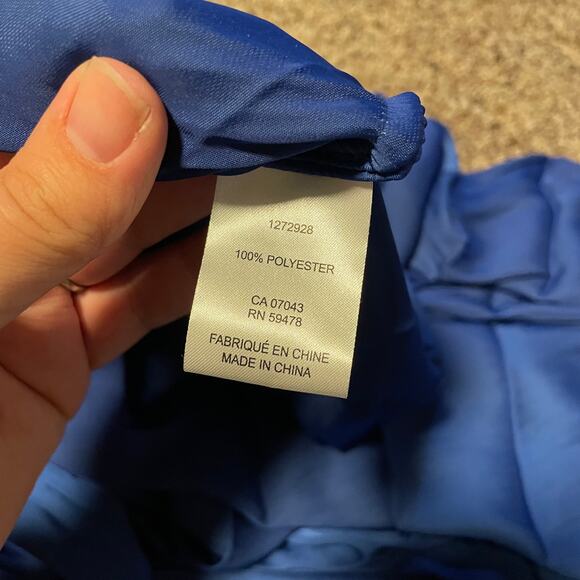 1272928
100% POLYESTER
CA 07043
RN 59478
FABRIQUÉ EN CHINE
MADE IN CHINA